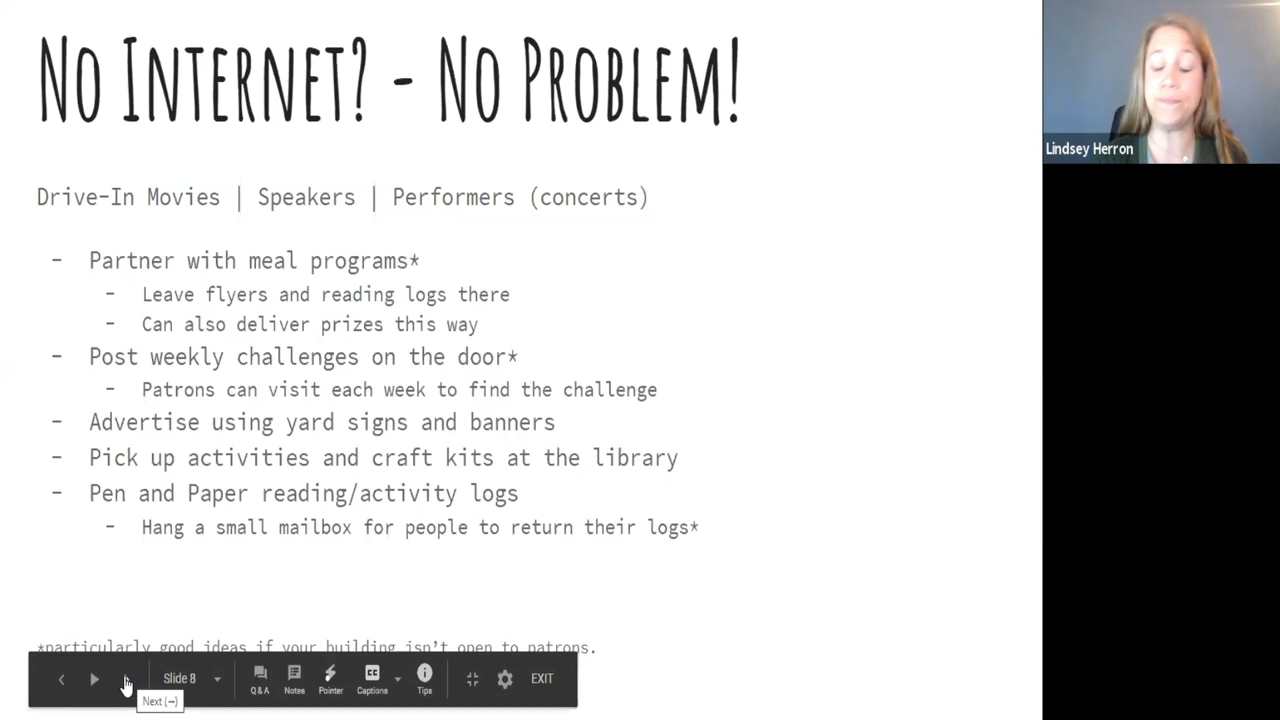 No Internet? - No Problem!
Lindsey Herron
Drive-In Movies | Speakers | Performers (concerts)
- Partner with meal programs*
- Leave flyers and reading logs there
- Can also deliver prizes this way
- Post weekly challenges on the door*
- Patrons can visit each week to find the challenge
- Advertise using yard signs and banners
- Pick up activities and craft kits at the library
- Pen and Paper reading/activity logs
- Hang a small mailbox for people to return their logs*
*particularly good ideas if your building isn't open to patrons.
Slide 8
Q&A Notes Pointer Captions Tips EXIT
Next (→)